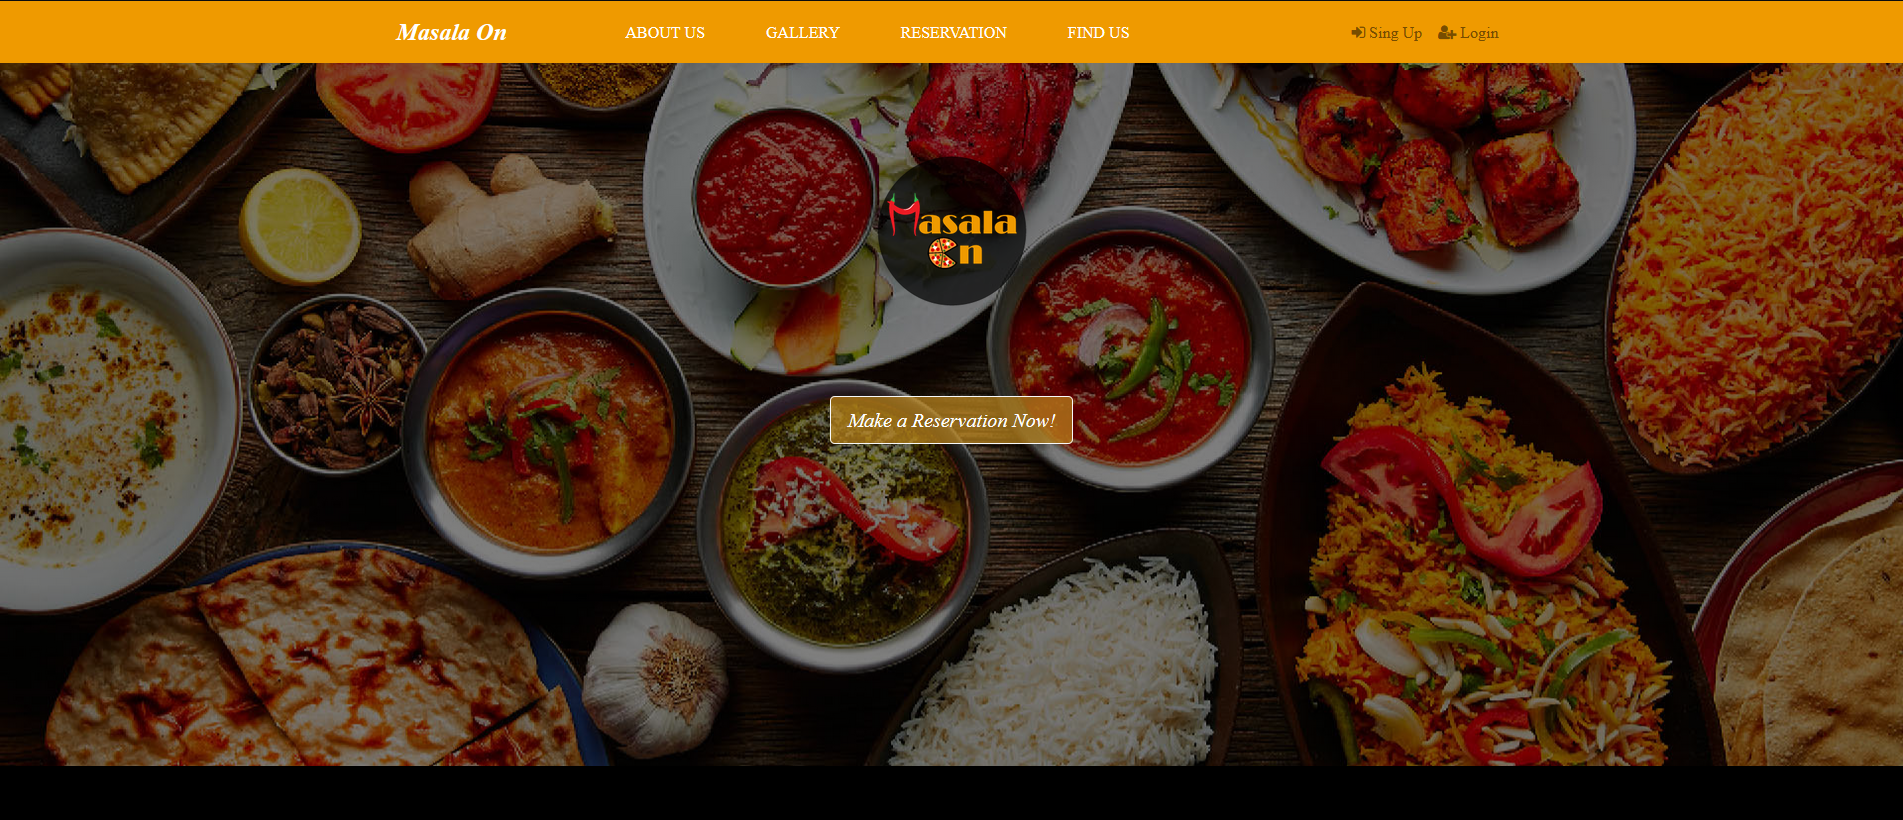 Masala On
ABOUT US
GALLERY
RESERVATION
FIND US
Sing Up
Login
Masala
On
Make a Reservation Now!